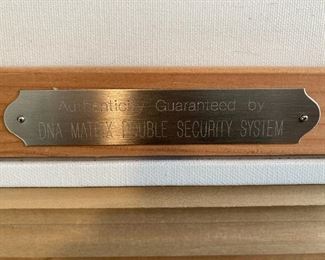 Authenticity Guaranteed by
DNA MATRIX DOUBLE SECURITY SYSTEM